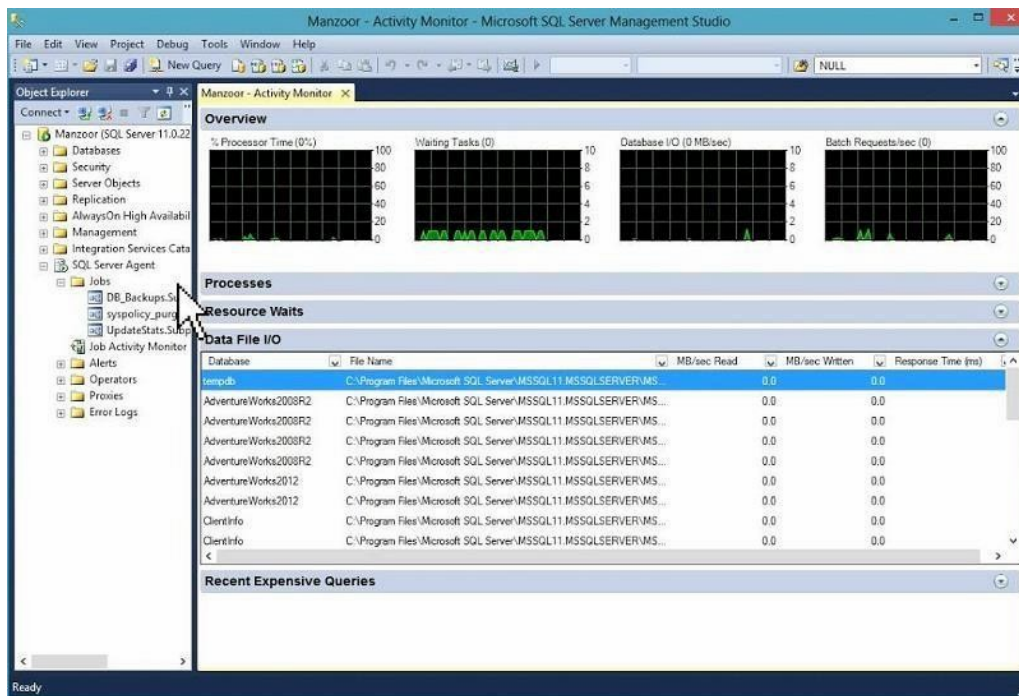 Manzoor - Activity Monitor - Microsoft SQL Server Management Studio
File Edit View Project Debug Tools Window Help
New Query
NULL
Object Explorer
Manzoor - Activity Monitor
Connect
Manzoor (SQL Server 11.0.22
Databases
Security
Server Objects
Replication
AlwaysOn High Availabil
Management
Integration Services Cata
SQL Server Agent
Jobs
DB_Backups.Su
syspolicy_purg
UpdateStats.Subp
Job Activity Monitor
Alerts
Operators
Proxies
Error Logs
Overview
% Processor Time (0%)
100
80
60
40
20
0
Waiting Tasks (0)
10
8
6
4
2
0
Database I/O (0 MB/sec)
10
8
6
4
2
0
Batch Requests/sec (0)
100
80
60
40
20
0
Processes
Resource Waits
Data File I/O
Database File Name MB/sec Read MB/sec Written Response Time (ms)
tempdb C:\Program Files\Microsoft SQL Server\MSSQL11.MSSQLSERVER\MS... 0.0 0.0
AdventureWorks2008R2 C:\Program Files\Microsoft SQL Server\MSSQL11.MSSQLSERVER\MS... 0.0 0.0
AdventureWorks2008R2 C:\Program Files\Microsoft SQL Server\MSSQL11.MSSQLSERVER\MS... 0.0 0.0
AdventureWorks2008R2 C:\Program Files\Microsoft SQL Server\MSSQL11.MSSQLSERVER\MS... 0.0 0.0
AdventureWorks2008R2 C:\Program Files\Microsoft SQL Server\MSSQL11.MSSQLSERVER\MS... 0.0 0.0
AdventureWorks2012 C:\Program Files\Microsoft SQL Server\MSSQL11.MSSQLSERVER\MS... 0.0 0.0
AdventureWorks2012 C:\Program Files\Microsoft SQL Server\MSSQL11.MSSQLSERVER\MS... 0.0 0.0
ClientInfo C:\Program Files\Microsoft SQL Server\MSSQL11.MSSQLSERVER\MS... 0.0 0.0
ClientInfo C:\Program Files\Microsoft SQL Server\MSSQL11.MSSQLSERVER\MS... 0.0 0.0
Recent Expensive Queries
Ready